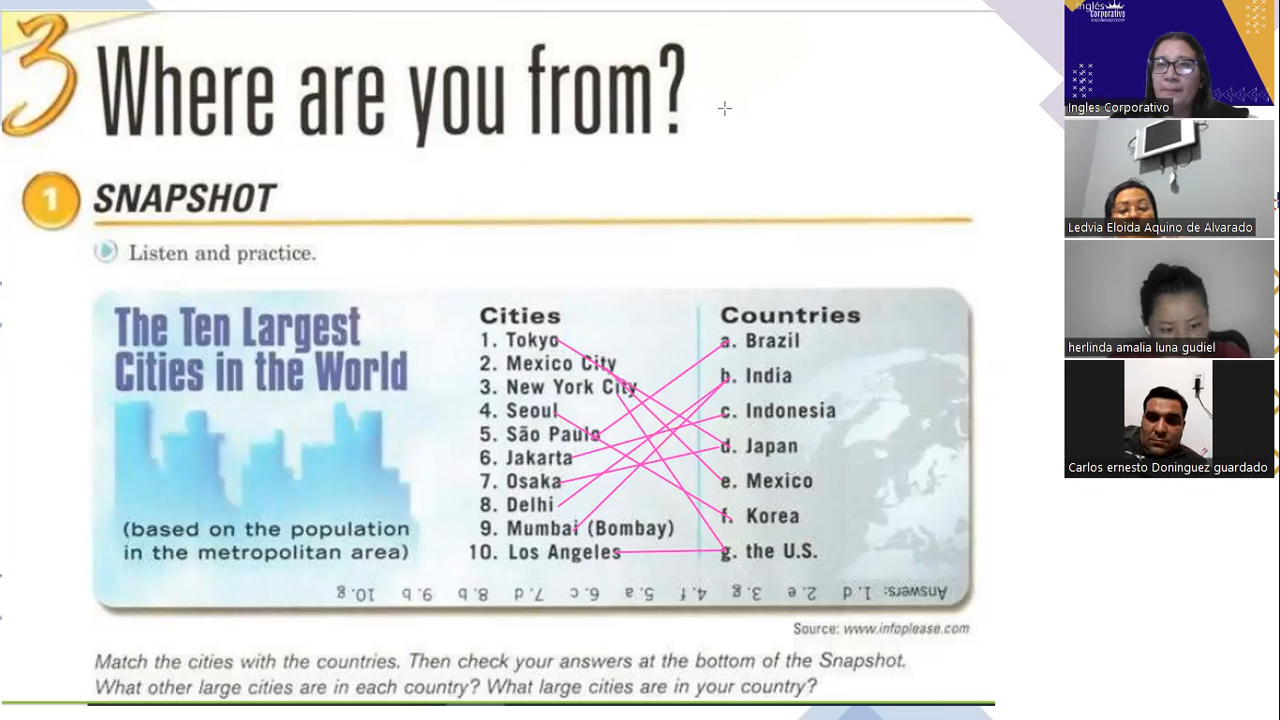 3 Where are you from?
1 SNAPSHOT
Listen and practice.
The Ten Largest
Cities in the World
(based on the population
in the metropolitan area)
Cities
1. Tokyo
2. Mexico City
3. New York City
4. Seoul
5. São Paulo
6. Jakarta
7. Osaka
8. Delhi
9. Mumbai (Bombay)
10. Los Angeles
Countries
a. Brazil
b. India
c. Indonesia
d. Japan
e. Mexico
f. Korea
g. the U.S.
Answers: 1. d 2. e 3. g 4. f 5. a 6. c 7. d 8. b 9. b 10. g
Source: www.infoplease.com
Match the cities with the countries. Then check your answers at the bottom of the Snapshot.
What other large cities are in each country? What large cities are in your country?
Inglés
Corporativo
Ingles Corporativo
Ledvia Eloida Aquino de Alvarado
herlinda amalia luna gudiel
Carlos ernesto Doninguez guardado